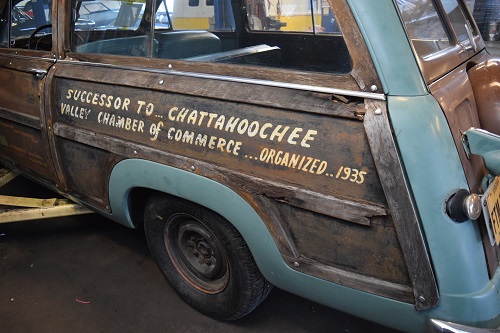 SUCCESSOR TO... CHATTAHOOCHEE
VALLEY CHAMBER OF COMMERCE ...ORGANIZED..1935